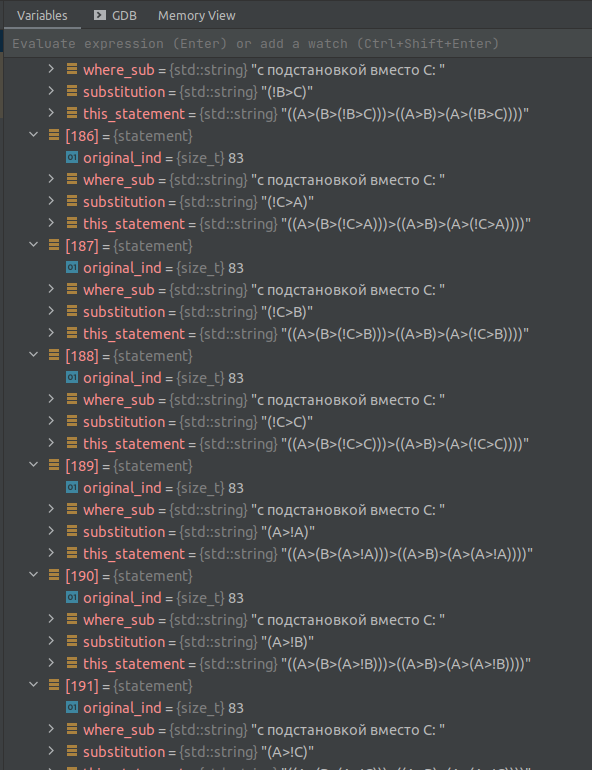 Variables GDB Memory View
Evaluate expression (Enter) or add a watch (Ctrl+Shift+Enter)
where_sub = {std::string} "с подстановкой вместо C: "
substitution = {std::string} "(!B>C)"
this_statement = {std::string} "((A>(B>(!B>C)))>((A>B)>(A>(!B>C))))"
[186] = {statement}
01 original_ind = {size_t} 83
where_sub = {std::string} "с подстановкой вместо C: "
substitution = {std::string} "(!C>A)"
this_statement = {std::string} "((A>(B>(!C>A)))>((A>B)>(A>(!C>A))))"
[187] = {statement}
01 original_ind = {size_t} 83
where_sub = {std::string} "с подстановкой вместо C: "
substitution = {std::string} "(!C>B)"
this_statement = {std::string} "((A>(B>(!C>B)))>((A>B)>(A>(!C>B))))"
[188] = {statement}
01 original_ind = {size_t} 83
where_sub = {std::string} "с подстановкой вместо C: "
substitution = {std::string} "(!C>C)"
this_statement = {std::string} "((A>(B>(!C>C)))>((A>B)>(A>(!C>C))))"
[189] = {statement}
01 original_ind = {size_t} 83
where_sub = {std::string} "с подстановкой вместо C: "
substitution = {std::string} "(A>!A)"
this_statement = {std::string} "((A>(B>(A>!A)))>((A>B)>(A>(A>!A))))"
[190] = {statement}
01 original_ind = {size_t} 83
where_sub = {std::string} "с подстановкой вместо C: "
substitution = {std::string} "(A>!B)"
this_statement = {std::string} "((A>(B>(A>!B)))>((A>B)>(A>(A>!B))))"
[191] = {statement}
01 original_ind = {size_t} 83
where_sub = {std::string} "с подстановкой вместо C: "
substitution = {std::string} "(A>!C)"